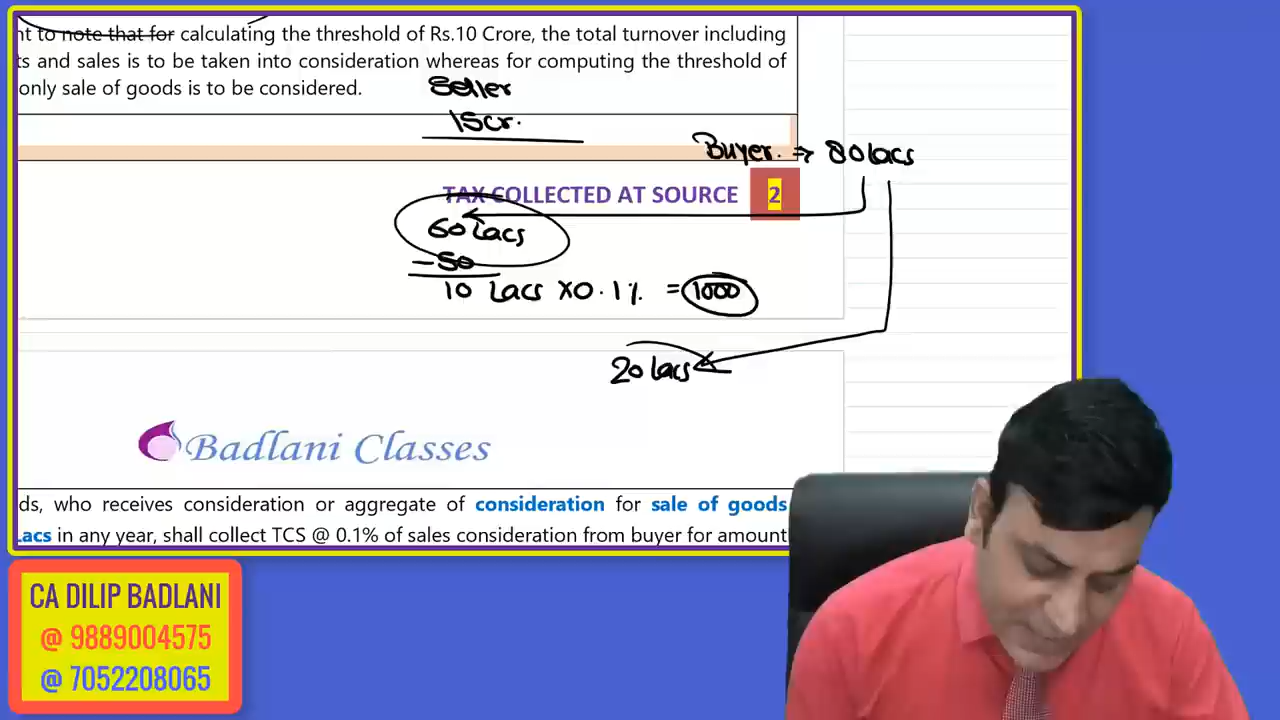 nt to note that for calculating the threshold of Rs.10 Crore, the total turnover including
ts and sales is to be taken into consideration whereas for computing the threshold of
only sale of goods is to be considered.
Seller
15cr.
Buyer. ⇒ 80 lacs
TAX COLLECTED AT SOURCE 2
60 Lacs
-50
10 Lacs x0.1% = 1000
20 lacs
Badlani Classes
ds, who receives consideration or aggregate of consideration for sale of goods
Lacs in any year, shall collect TCS @ 0.1% of sales consideration from buyer for amount
CA DILIP BADLANI
@ 9889004575
@ 7052208065